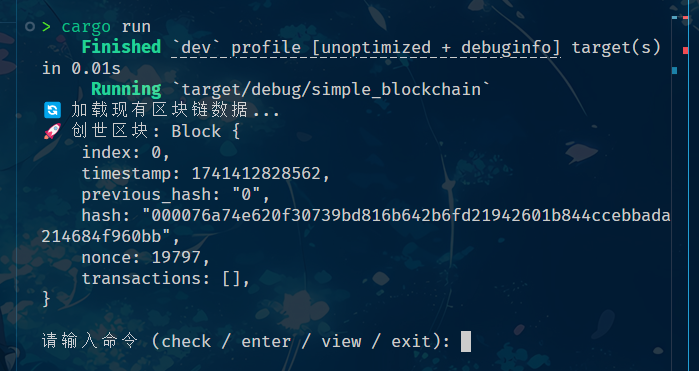 > cargo run
Finished `dev` profile [unoptimized + debuginfo] target(s)
in 0.01s
Running `target/debug/simple_blockchain`
🔄 加载现有区块链数据...
🚀 创世区块: Block {
index: 0,
timestamp: 1741412828562,
previous_hash: "0",
hash: "000076a74e620f30739bd816b642b6fd21942601b844ccebbada
214684f960bb",
nonce: 19797,
transactions: [],
}
请输入命令 (check / enter / view / exit):